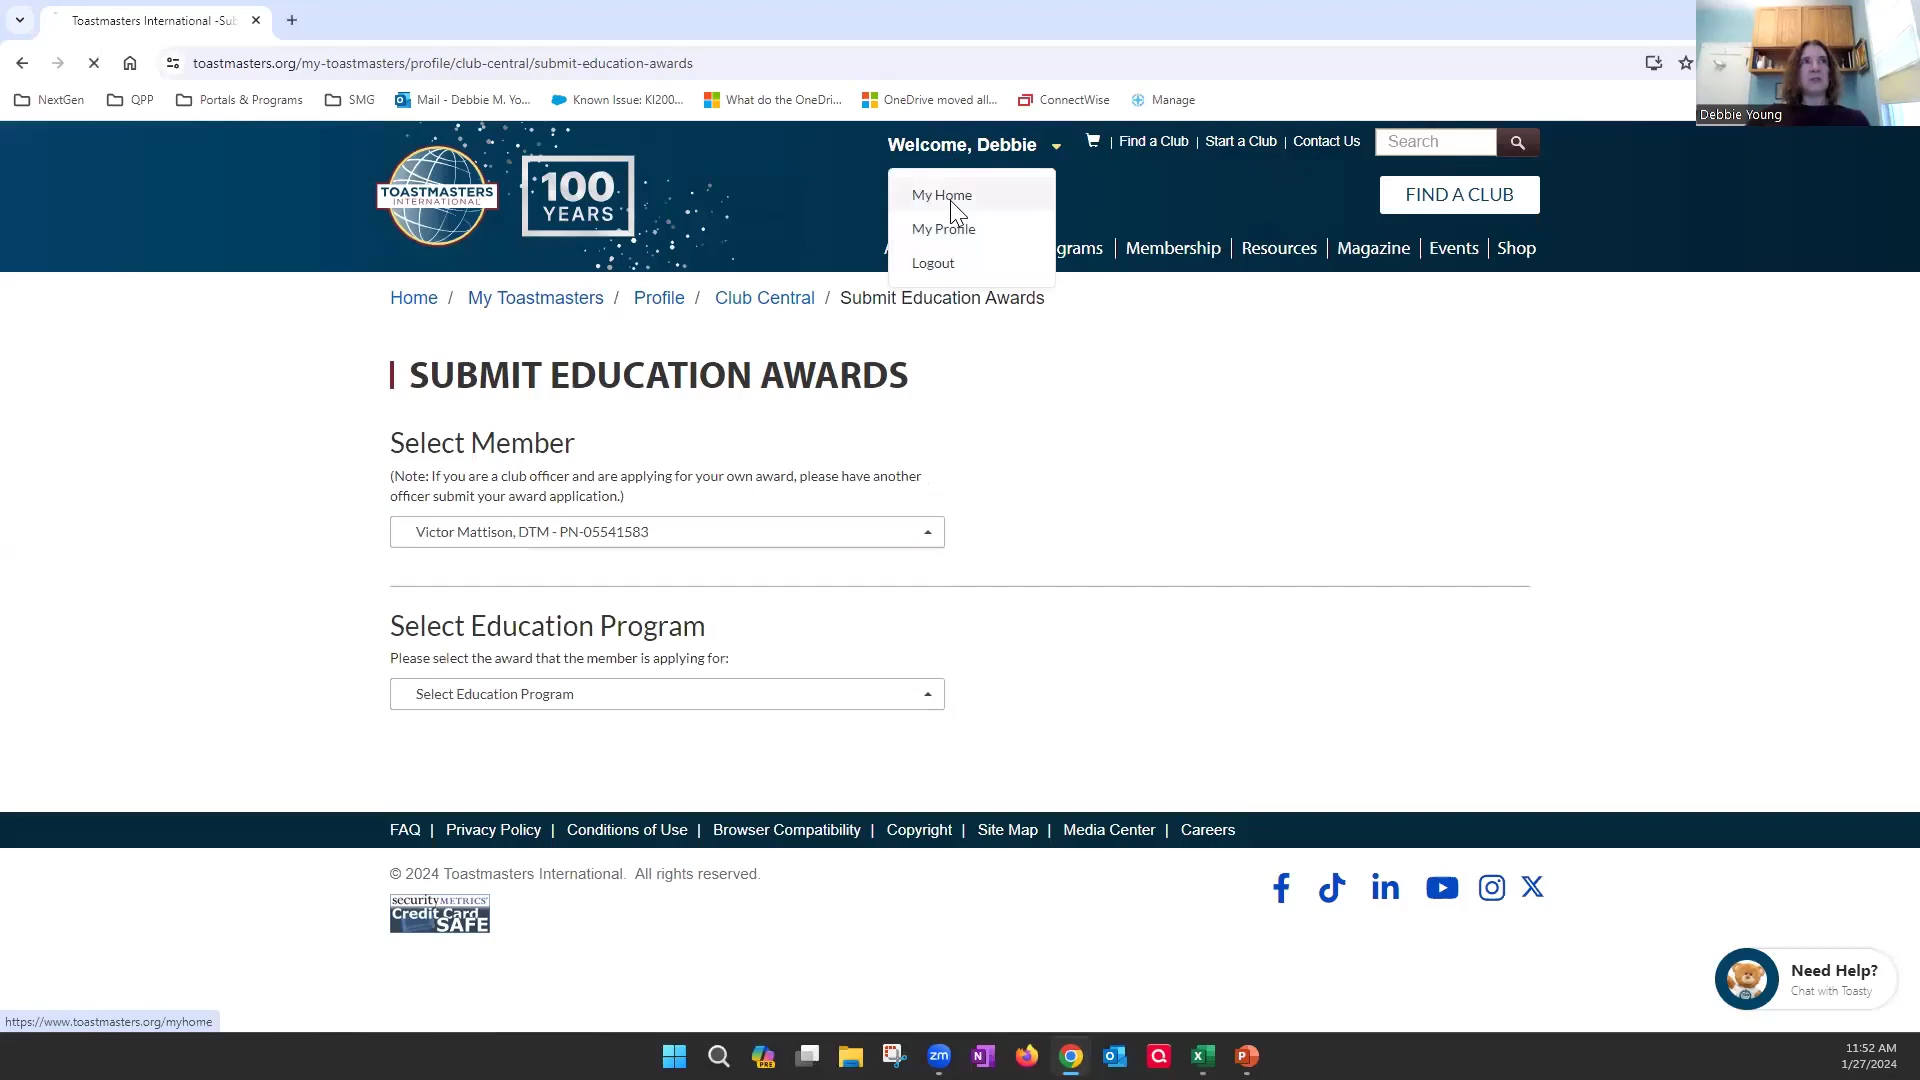 Toastmasters International -Sub
toastmasters.org/my-toastmasters/profile/club-central/submit-education-awards
NextGen
QPP
Portals & Programs
SMG
Mail - Debbie M. Yo...
Known Issue: KI200...
What do the OneDri...
OneDrive moved all...
ConnectWise
Manage
Debbie Young
TOASTMASTERS
INTERNATIONAL
100
YEARS
Welcome, Debbie
Find a Club | Start a Club | Contact Us
Search
My Home
My Profile
Logout
FIND A CLUB
grams | Membership | Resources | Magazine | Events | Shop
Home / My Toastmasters / Profile / Club Central / Submit Education Awards
SUBMIT EDUCATION AWARDS
Select Member
(Note: If you are a club officer and are applying for your own award, please have another
officer submit your award application.)
Victor Mattison, DTM - PN-05541583
Select Education Program
Please select the award that the member is applying for:
Select Education Program
FAQ | Privacy Policy | Conditions of Use | Browser Compatibility | Copyright | Site Map | Media Center | Careers
© 2024 Toastmasters International. All rights reserved.
securityMETRICS
Credit Card
SAFE
Need Help?
Chat with Toasty
https://www.toastmasters.org/myhome
zm
PRE
11:52 AM
1/27/2024